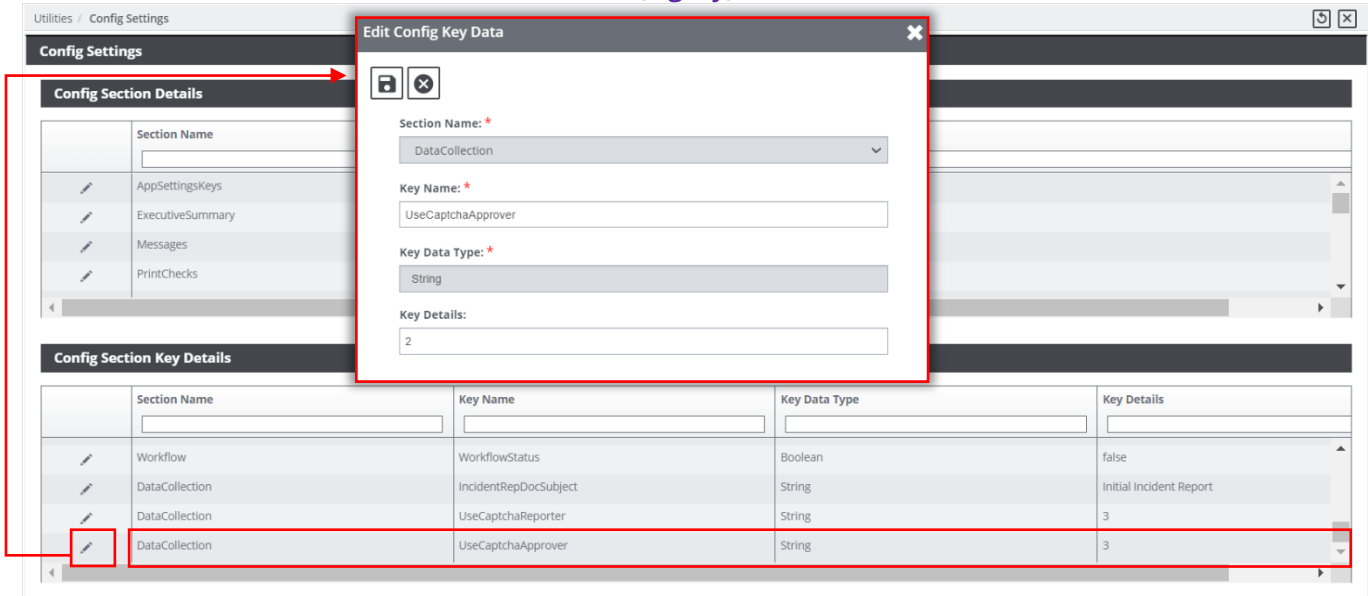 Utilities / Config Settings
Config Settings
Edit Config Key Data
Section Name: *
DataCollection
Key Name: *
UseCaptchaApprover
Key Data Type: *
String
Key Details:
2
Config Section Details
Section Name
AppSettingsKeys
ExecutiveSummary
Messages
PrintChecks
Config Section Key Details
Section Name Key Name Key Data Type Key Details
Workflow WorkflowStatus Boolean false
DataCollection IncidentRepDocSubject String Initial Incident Report
DataCollection UseCaptchaReporter String 3
DataCollection UseCaptchaApprover String 3